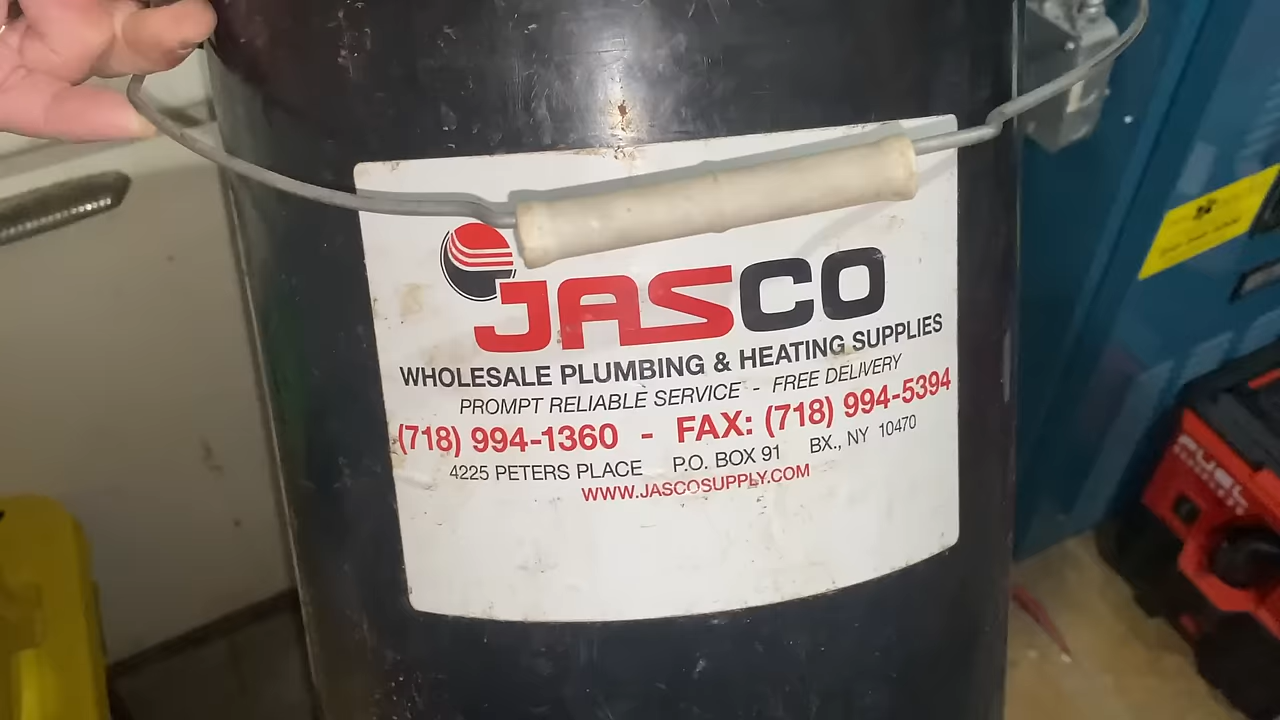 JASCO
WHOLESALE PLUMBING & HEATING SUPPLIES
PROMPT RELIABLE SERVICE - FREE DELIVERY
(718) 994-1360 - FAX: (718) 994-5394
4225 PETERS PLACE P.O. BOX 91 BX., NY 10470
WWW.JASCOSUPPLY.COM
FUEL